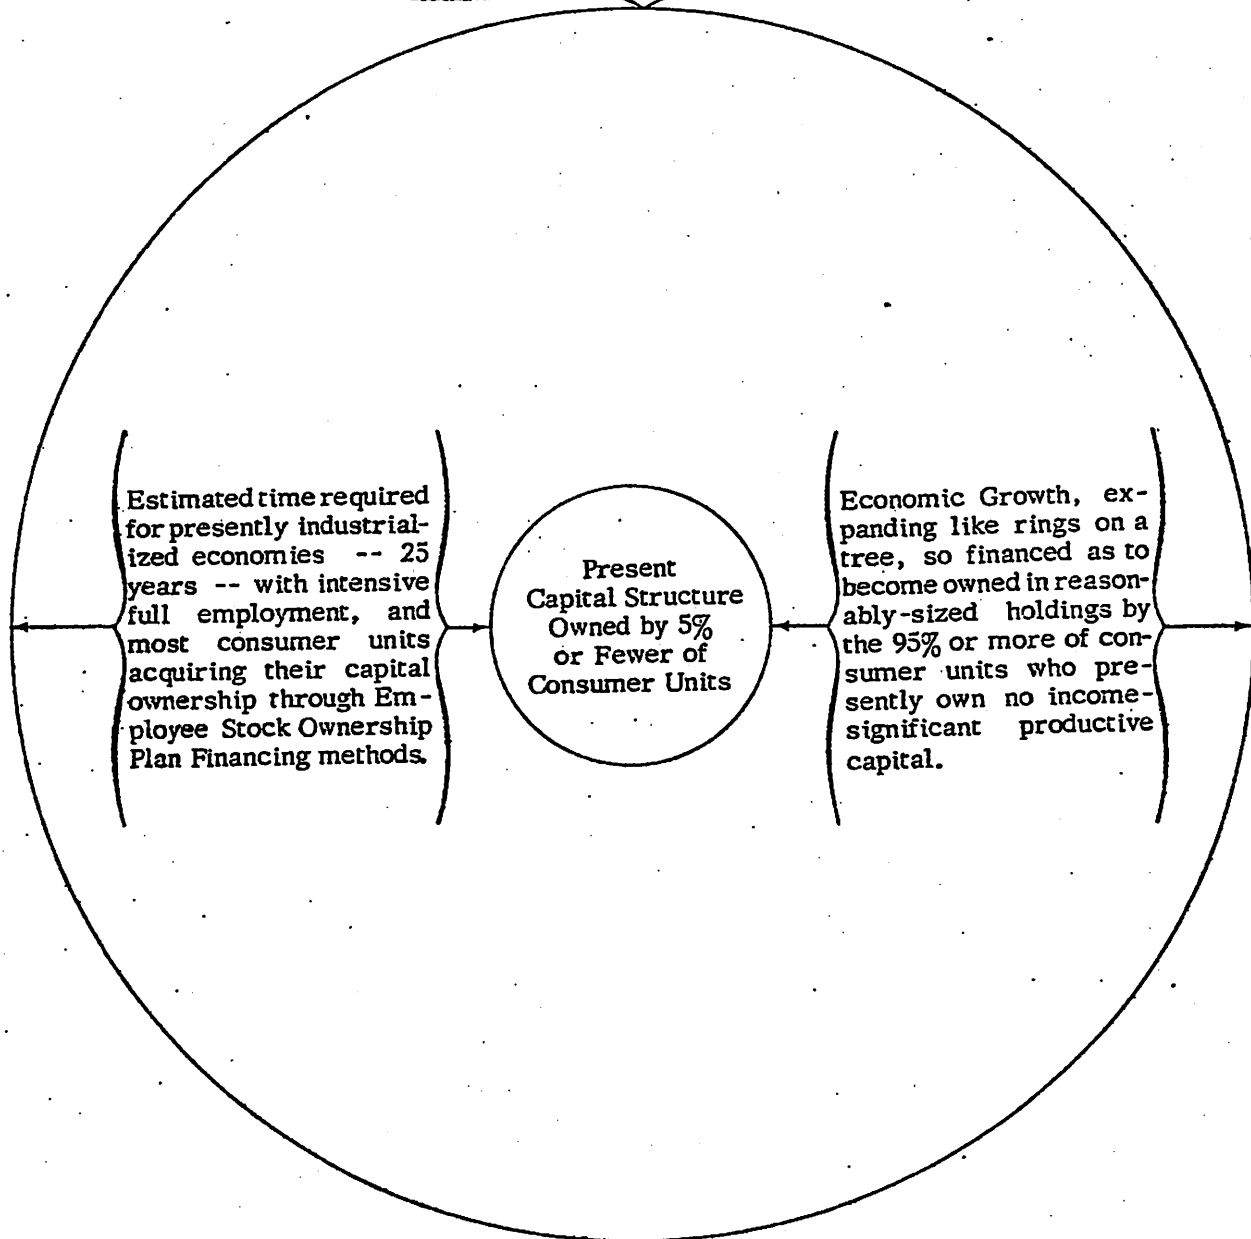 Estimated time required
for presently industrial-
ized economies -- 25
years -- with intensive
full employment, and
most consumer units
acquiring their capital
ownership through Em-
ployee Stock Ownership
Plan Financing methods.
Present
Capital Structure
Owned by 5%
or Fewer of
Consumer Units
Economic Growth, ex-
panding like rings on a
tree, so financed as to
become owned in reason-
ably-sized holdings by
the 95% or more of con-
sumer units who pre-
sently own no income-
significant productive
capital.